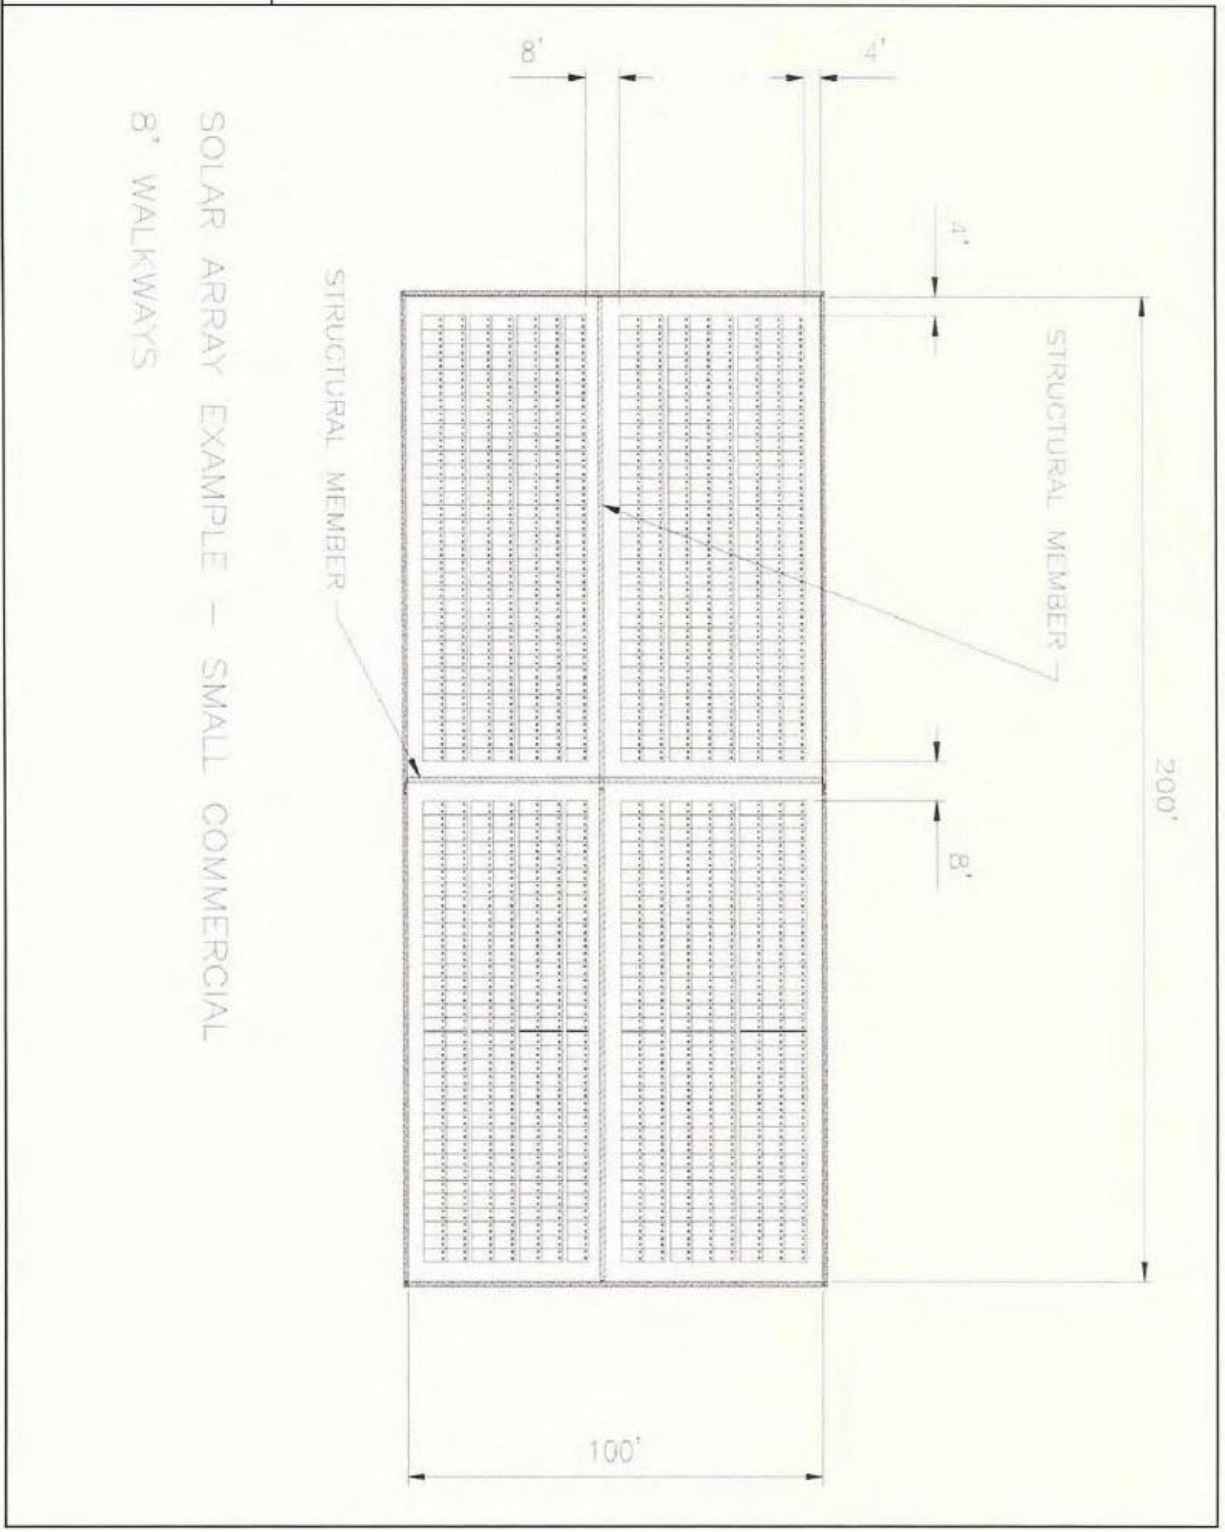 8'
4'
4'
STRUCTURAL MEMBER
200'
8'
STRUCTURAL MEMBER
100'
SOLAR ARRAY EXAMPLE – SMALL COMMERCIAL
8' WALKWAYS